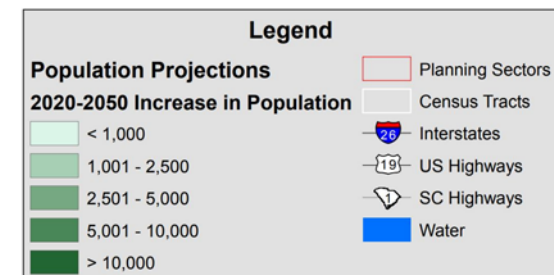 Legend
Population Projections
2020-2050 Increase in Population
< 1,000
1,001 - 2,500
2,501 - 5,000
5,001 - 10,000
> 10,000
Planning Sectors
Census Tracts
26 Interstates
19 US Highways
1 SC Highways
Water